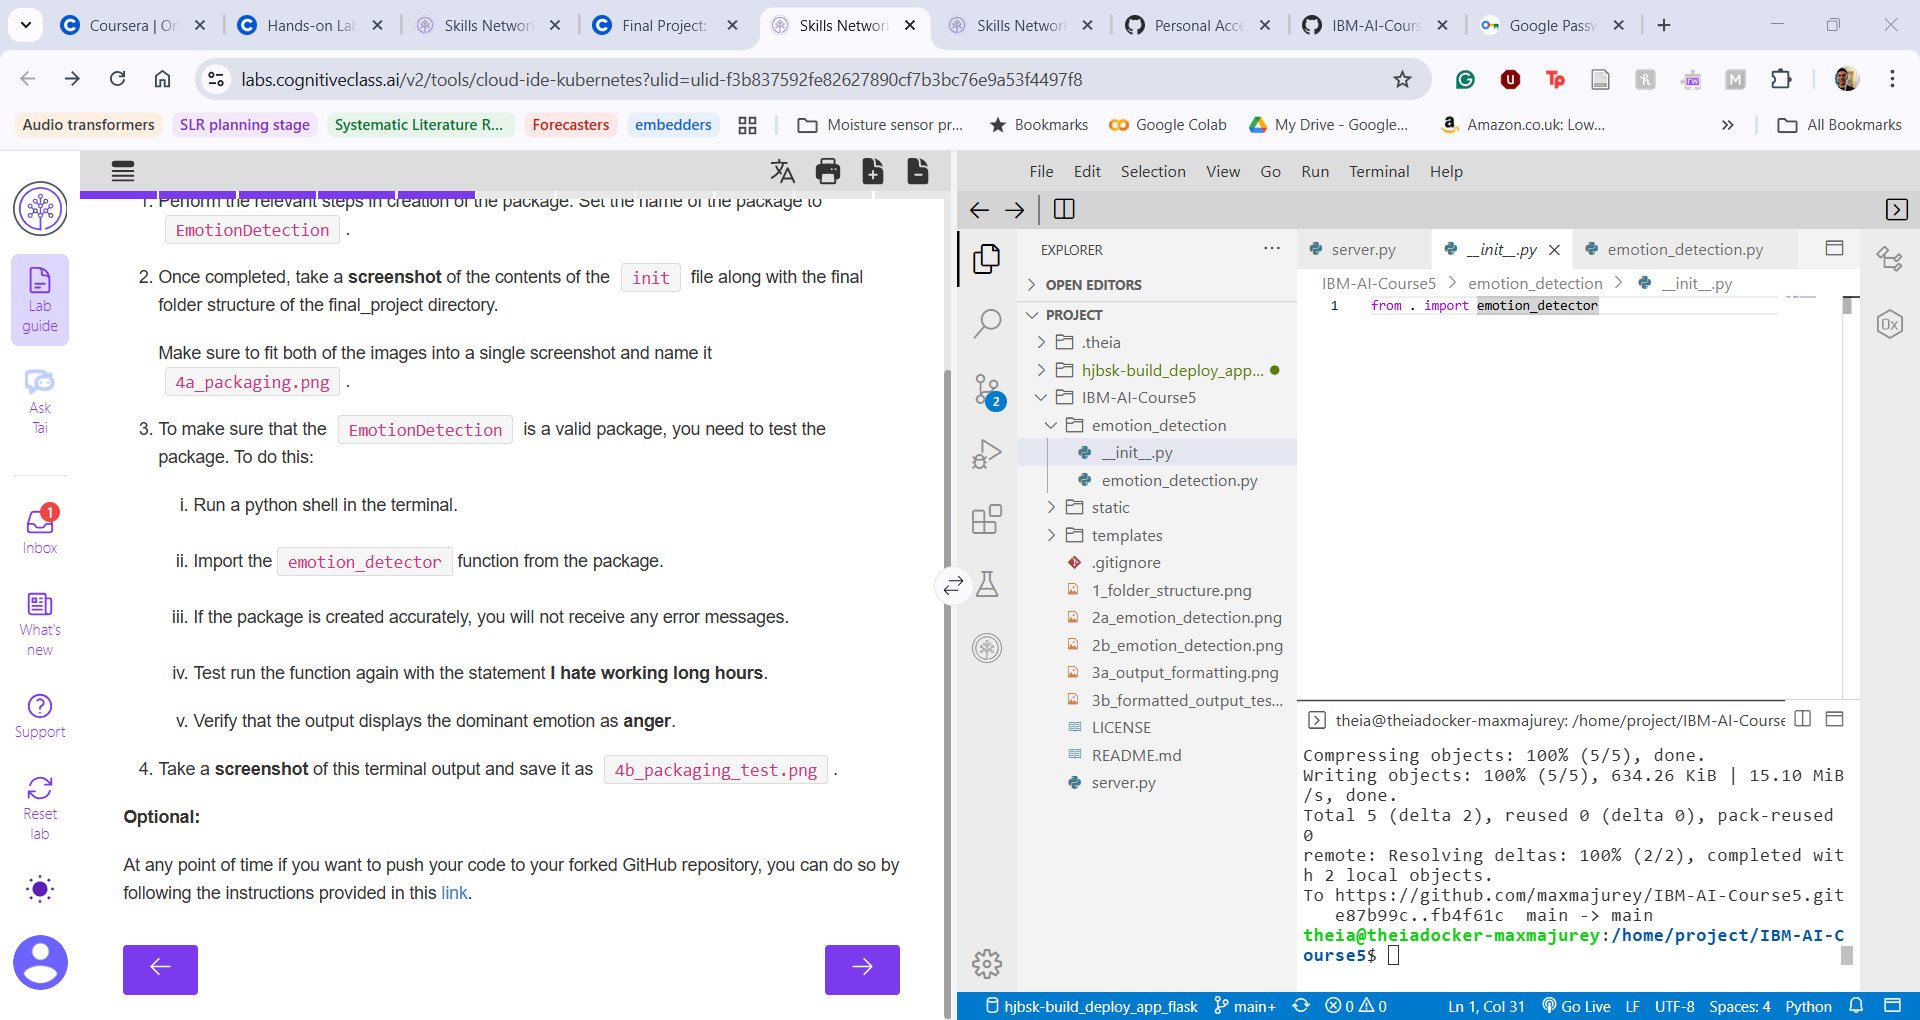 Coursera | On
Hands-on Lab
Skills Network
Final Project:
Skills Network
Skills Network
Personal Acce
IBM-AI-Cours
Google Passw
labs.cognitiveclass.ai/v2/tools/cloud-ide-kubernetes?ulid=ulid-f3b837592fe82627890cf7b3bc76e9a53f4497f8
Audio transformers
SLR planning stage
Systematic Literature R...
Forecasters
embedders
Moisture sensor pr...
Bookmarks
Google Colab
My Drive - Google...
Amazon.co.uk: Low...
All Bookmarks
Lab
guide
Ask
Tai
1
Inbox
What's
new
Support
Reset
lab
1. Perform the relevant steps in creation of the package. Set the name of the package to
EmotionDetection .
2. Once completed, take a screenshot of the contents of the init file along with the final
folder structure of the final_project directory.
Make sure to fit both of the images into a single screenshot and name it
4a_packaging.png .
3. To make sure that the EmotionDetection is a valid package, you need to test the
package. To do this:
i. Run a python shell in the terminal.
ii. Import the emotion_detector function from the package.
iii. If the package is created accurately, you will not receive any error messages.
iv. Test run the function again with the statement I hate working long hours.
v. Verify that the output displays the dominant emotion as anger.
4. Take a screenshot of this terminal output and save it as 4b_packaging_test.png .
Optional:
At any point of time if you want to push your code to your forked GitHub repository, you can do so by
following the instructions provided in this link.
File Edit Selection View Go Run Terminal Help
EXPLORER
OPEN EDITORS
PROJECT
.theia
hjbsk-build_deploy_app...
IBM-AI-Course5
emotion_detection
__init__.py
emotion_detection.py
static
templates
.gitignore
1_folder_structure.png
2a_emotion_detection.png
2b_emotion_detection.png
3a_output_formatting.png
3b_formatted_output_tes...
LICENSE
README.md
server.py
2
server.py
__init__.py
emotion_detection.py
IBM-AI-Course5 > emotion_detection > __init__.py
1 from . import emotion_detector
0x
theia@theiadocker-maxmajurey: /home/project/IBM-AI-Course
Compressing objects: 100% (5/5), done.
Writing objects: 100% (5/5), 634.26 KiB | 15.10 MiB
/s, done.
Total 5 (delta 2), reused 0 (delta 0), pack-reused
0
remote: Resolving deltas: 100% (2/2), completed wit
h 2 local objects.
To https://github.com/maxmajurey/IBM-AI-Course5.git
e87b99c..fb4f61c main -> main
theia@theiadocker-maxmajurey:/home/project/IBM-AI-C
ourse5$
hjbsk-build_deploy_app_flask main+ 0 0 Ln 1, Col 31 Go Live LF UTF-8 Spaces: 4 Python